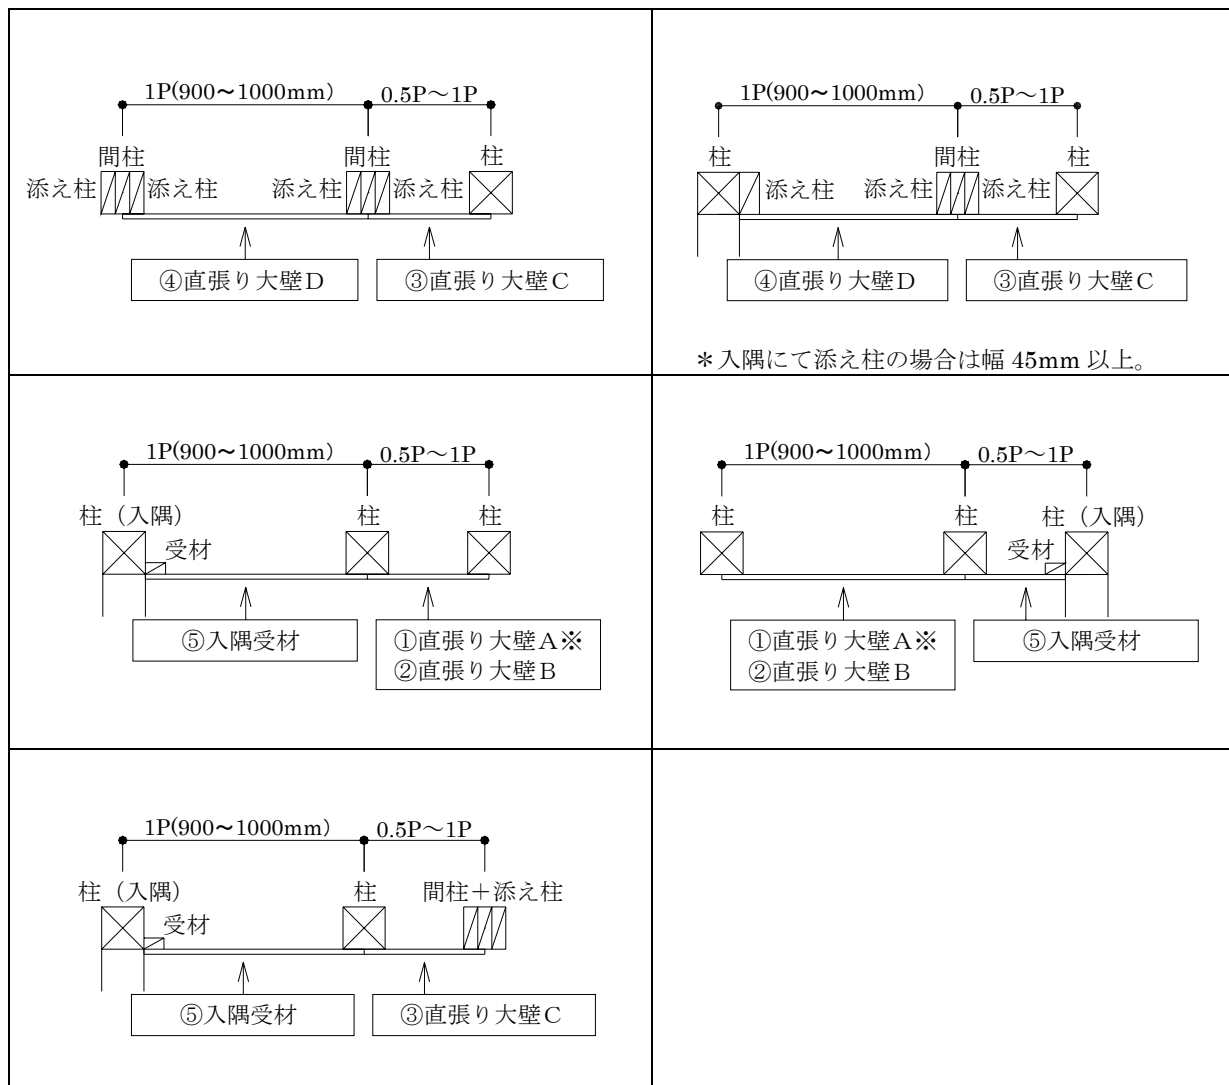 1P(900～1000mm) 0.5P～1P
間柱 間柱 柱
添え柱 添え柱 添え柱 添え柱
④直張り大壁D ③直張り大壁C
1P(900～1000mm) 0.5P～1P
柱 間柱 柱
添え柱 添え柱 添え柱
④直張り大壁D ③直張り大壁C
＊入隅にて添え柱の場合は幅 45mm 以上。
1P(900～1000mm) 0.5P～1P
柱（入隅） 柱 柱
受材
⑤入隅受材 ①直張り大壁A※
②直張り大壁B
1P(900～1000mm) 0.5P～1P
柱 柱 柱（入隅）
受材
①直張り大壁A※ ⑤入隅受材
②直張り大壁B
1P(900～1000mm) 0.5P～1P
柱（入隅） 柱 間柱＋添え柱
受材
⑤入隅受材 ③直張り大壁C